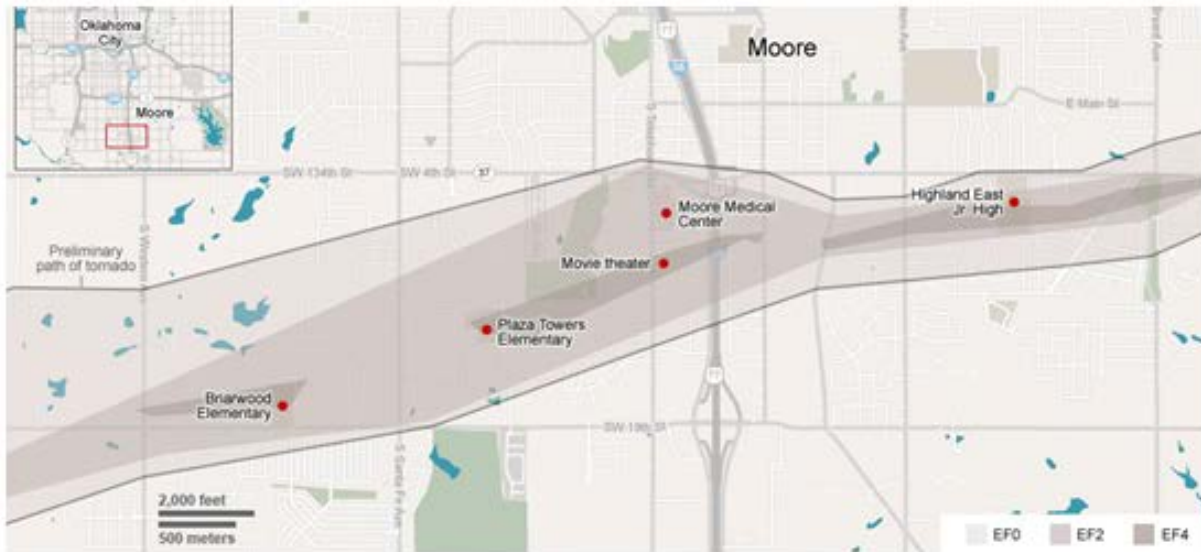 Oklahoma
City
Moore
Moore
E Main St
SW 134th St
SW 4th St
37
Highland East
Jr. High
Moore Medical
Center
Preliminary
path of tornado
S Western Ave
Movie theater
Plaza Towers
Elementary
Briarwood
Elementary
77
SW 19th St
S Santa Fe Ave
2,000 feet
500 meters
EF0
EF2
EF4